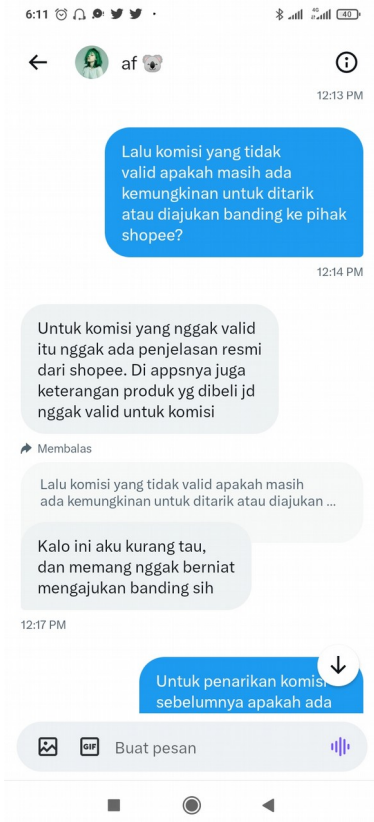 6:11
4G
40
af
12:13 PM
Lalu komisi yang tidak
valid apakah masih ada
kemungkinan untuk ditarik
atau diajukan banding ke pihak
shopee?
12:14 PM
Untuk komisi yang nggak valid
itu nggak ada penjelasan resmi
dari shopee. Di appsnya juga
keterangan produk yg dibeli jd
nggak valid untuk komisi
Membalas
Lalu komisi yang tidak valid apakah masih
ada kemungkinan untuk ditarik atau diajukan ...
Kalo ini aku kurang tau,
dan memang nggak berniat
mengajukan banding sih
12:17 PM
Untuk penarikan komisi
sebelumnya apakah ada
GIF
Buat pesan